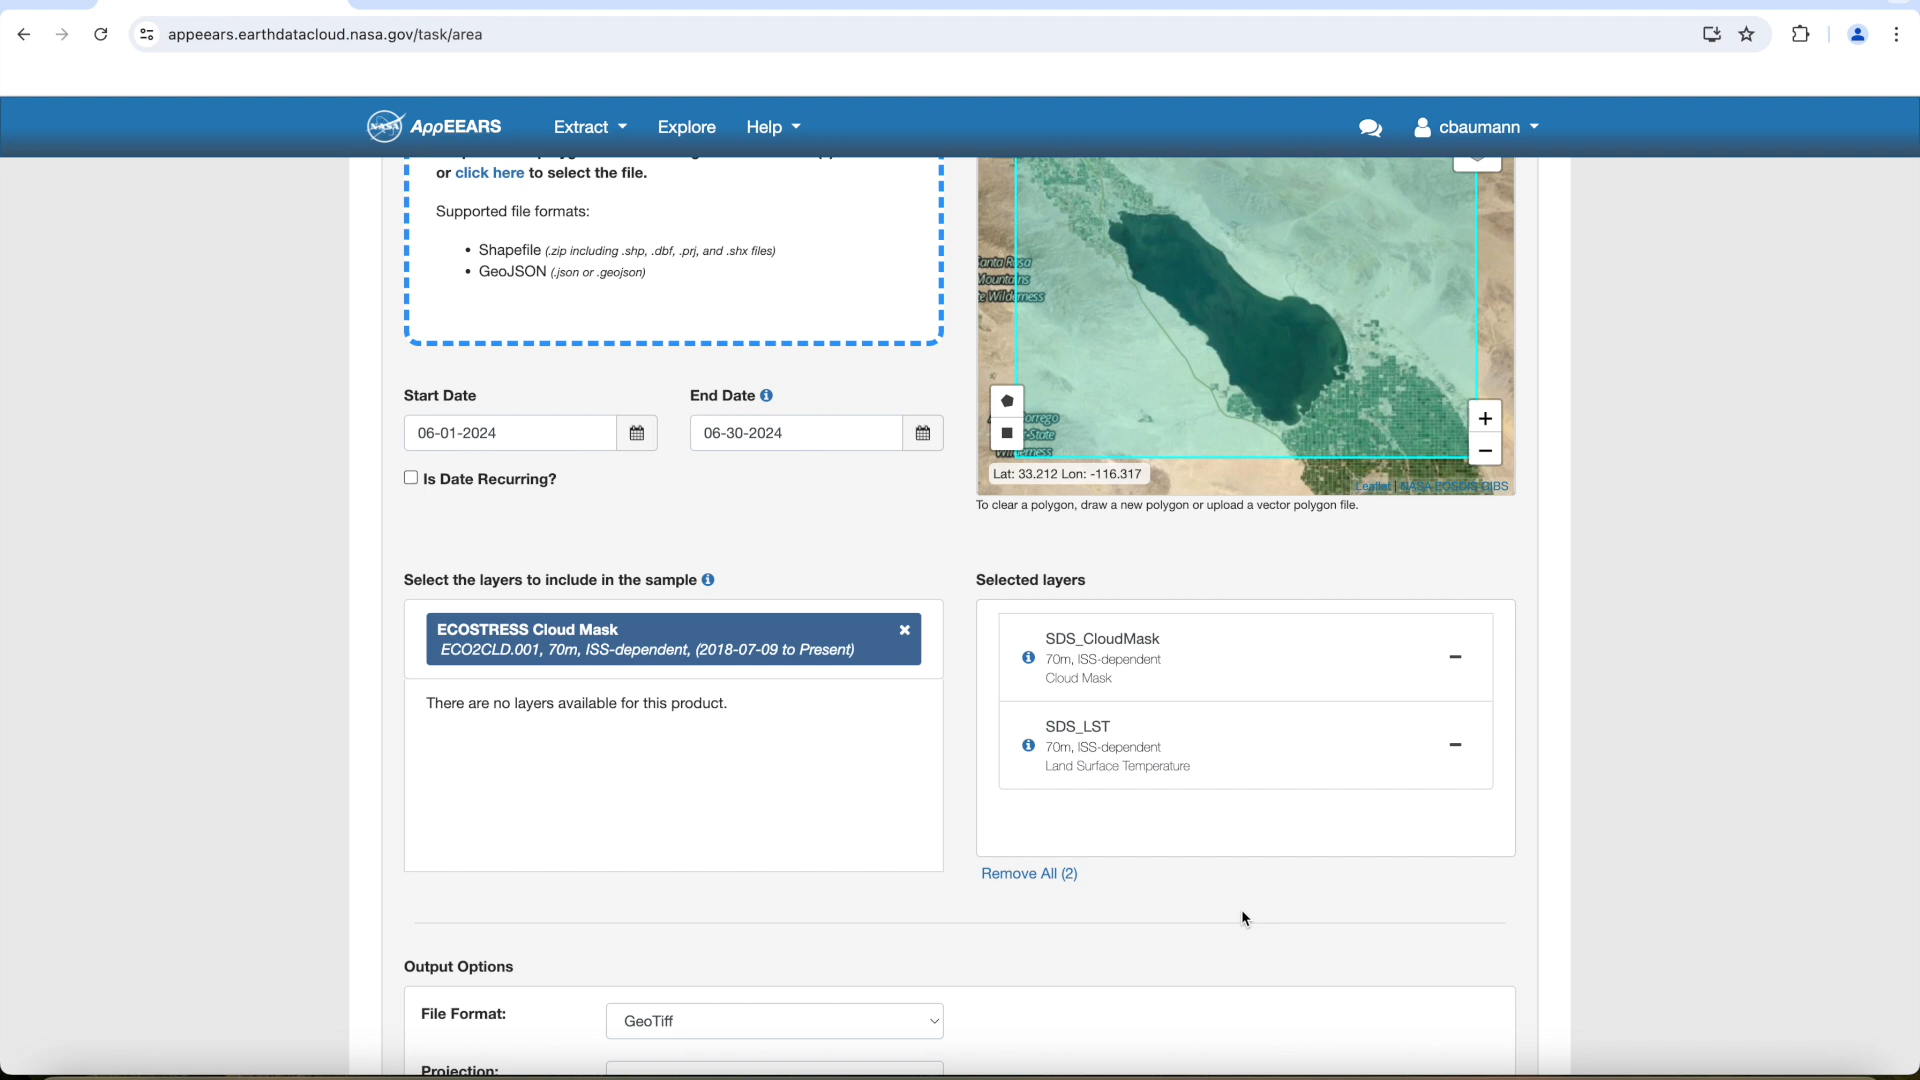 appeears.earthdatacloud.nasa.gov/task/area
NASA AppEEARS
Extract
Explore
Help
cbaumann
or click here to select the file.
Supported file formats:
• Shapefile (.zip including .shp, .dbf, .prj, and .shx files)
• GeoJSON (.json or .geojson)
Start Date
End Date
06-01-2024
06-30-2024
Is Date Recurring?
anta Rosa
Mountains
te Wilderness
orrego
t-State
Wilderness
+
−
Lat: 33.212 Lon: -116.317
Leaflet | NASA EOSDIS GIBS
To clear a polygon, draw a new polygon or upload a vector polygon file.
Select the layers to include in the sample
ECOSTRESS Cloud Mask
ECO2CLD.001, 70m, ISS-dependent, (2018-07-09 to Present)
There are no layers available for this product.
Selected layers
SDS_CloudMask
70m, ISS-dependent
Cloud Mask
SDS_LST
70m, ISS-dependent
Land Surface Temperature
Remove All (2)
Output Options
File Format:
GeoTiff
Projection: